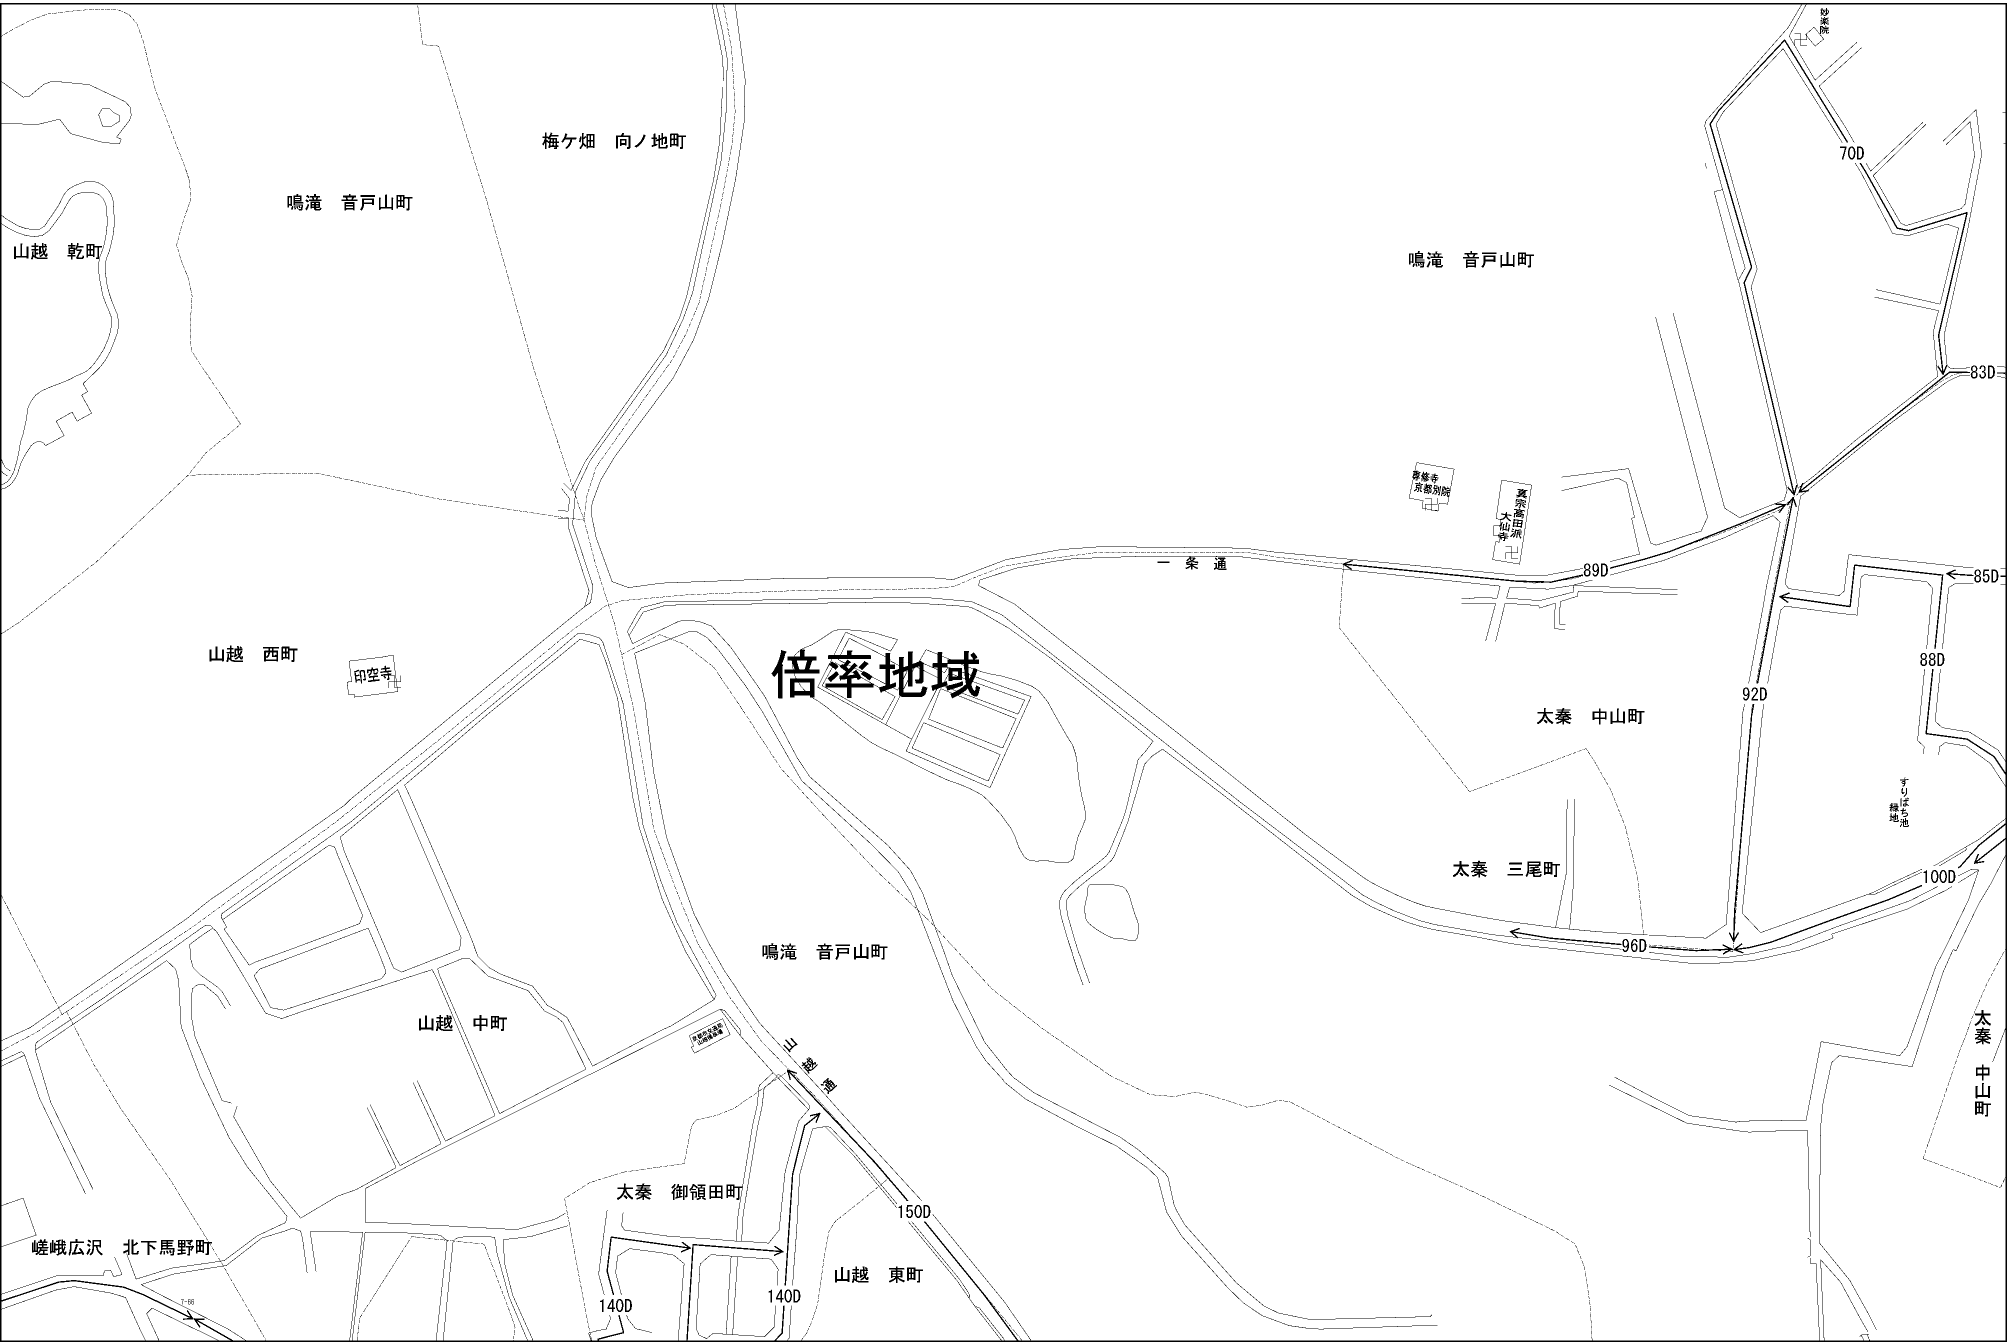 妙楽院
梅ケ畑　向ノ地町
70D
鳴滝　音戸山町
山越　乾町
鳴滝　音戸山町
83D
専修寺
京都別院
真宗高田派
大仙寺
一条通
89D
85D
山越　西町
印空寺
倍率地域
88D
92D
太秦　中山町
すりばち池
緑地
太秦　三尾町
100D
96D
鳴滝　音戸山町
山越　中町
山越通
太秦　中山町
太秦　御領田町
150D
嵯峨広沢　北下馬野町
山越　東町
7-66
140D
140D